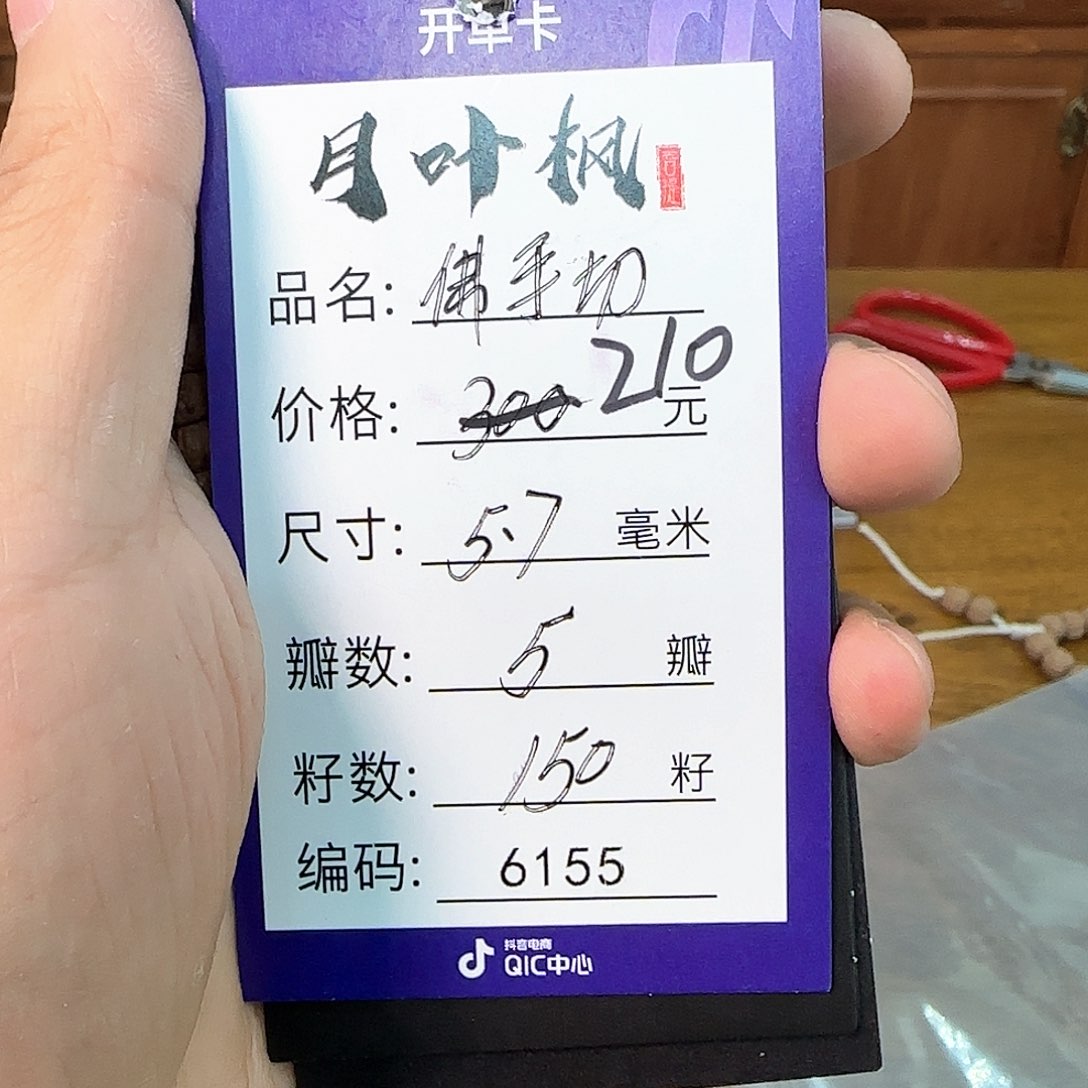 开单卡
月叶枫
品名: 佛手切
价格: 300 210 元
尺寸: 5.7 毫米
瓣数: 5 瓣
籽数: 150 籽
编码: 6155
抖音电商
QIC中心